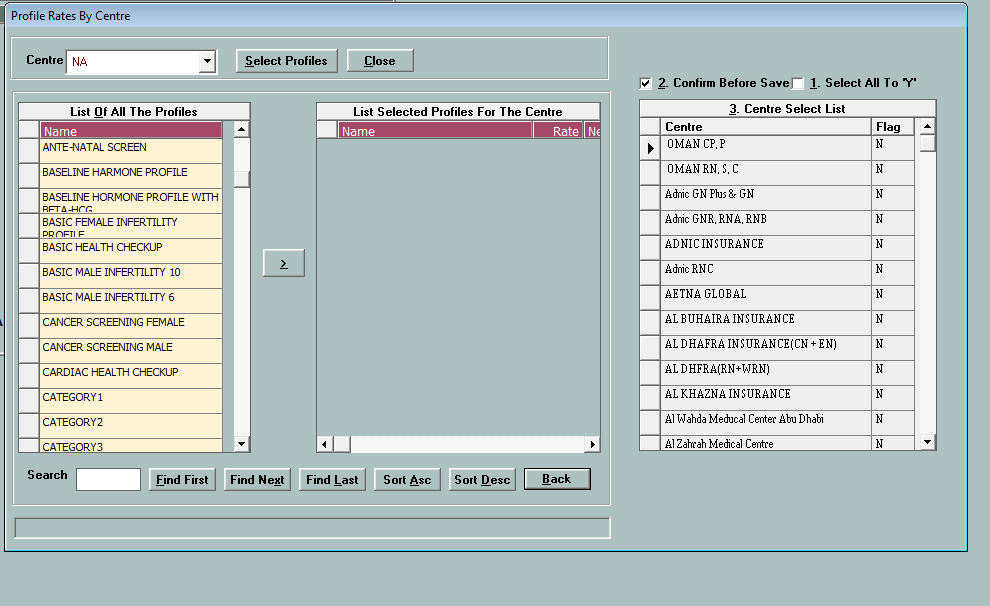 Profile Rates By Centre
Centre NA Select Profiles Close
2. Confirm Before Save 1. Select All To 'Y'
List Of All The Profiles
Name
ANTE-NATAL SCREEN
BASELINE HARMONE PROFILE
BASELINE HORMONE PROFILE WITH
BETA-HCG
BASIC FEMALE INFERTILITY
PROFILE
BASIC HEALTH CHECKUP
BASIC MALE INFERTILITY 10
BASIC MALE INFERTILITY 6
CANCER SCREENING FEMALE
CANCER SCREENING MALE
CARDIAC HEALTH CHECKUP
CATEGORY1
CATEGORY2
CATEGORY3
>
List Selected Profiles For The Centre
Name Rate Ne
3. Centre Select List
Centre Flag
OMAN CP, P N
OMAN RN, S, C N
Adnic GN Plus & GN N
Adnic GNR, RNA, RNB N
ADNIC INSURANCE N
Adnic RNC N
AETNA GLOBAL N
AL BUHAIRA INSURANCE N
AL DHAFRA INSURANCE(CN + EN) N
AL DHFRA(RN+WRN) N
AL KHAZNA INSURANCE N
Al Wahda Meducal Center Abu Dhabi N
Al Zahrah Medical Centre N
Search Find First Find Next Find Last Sort Asc Sort Desc Back